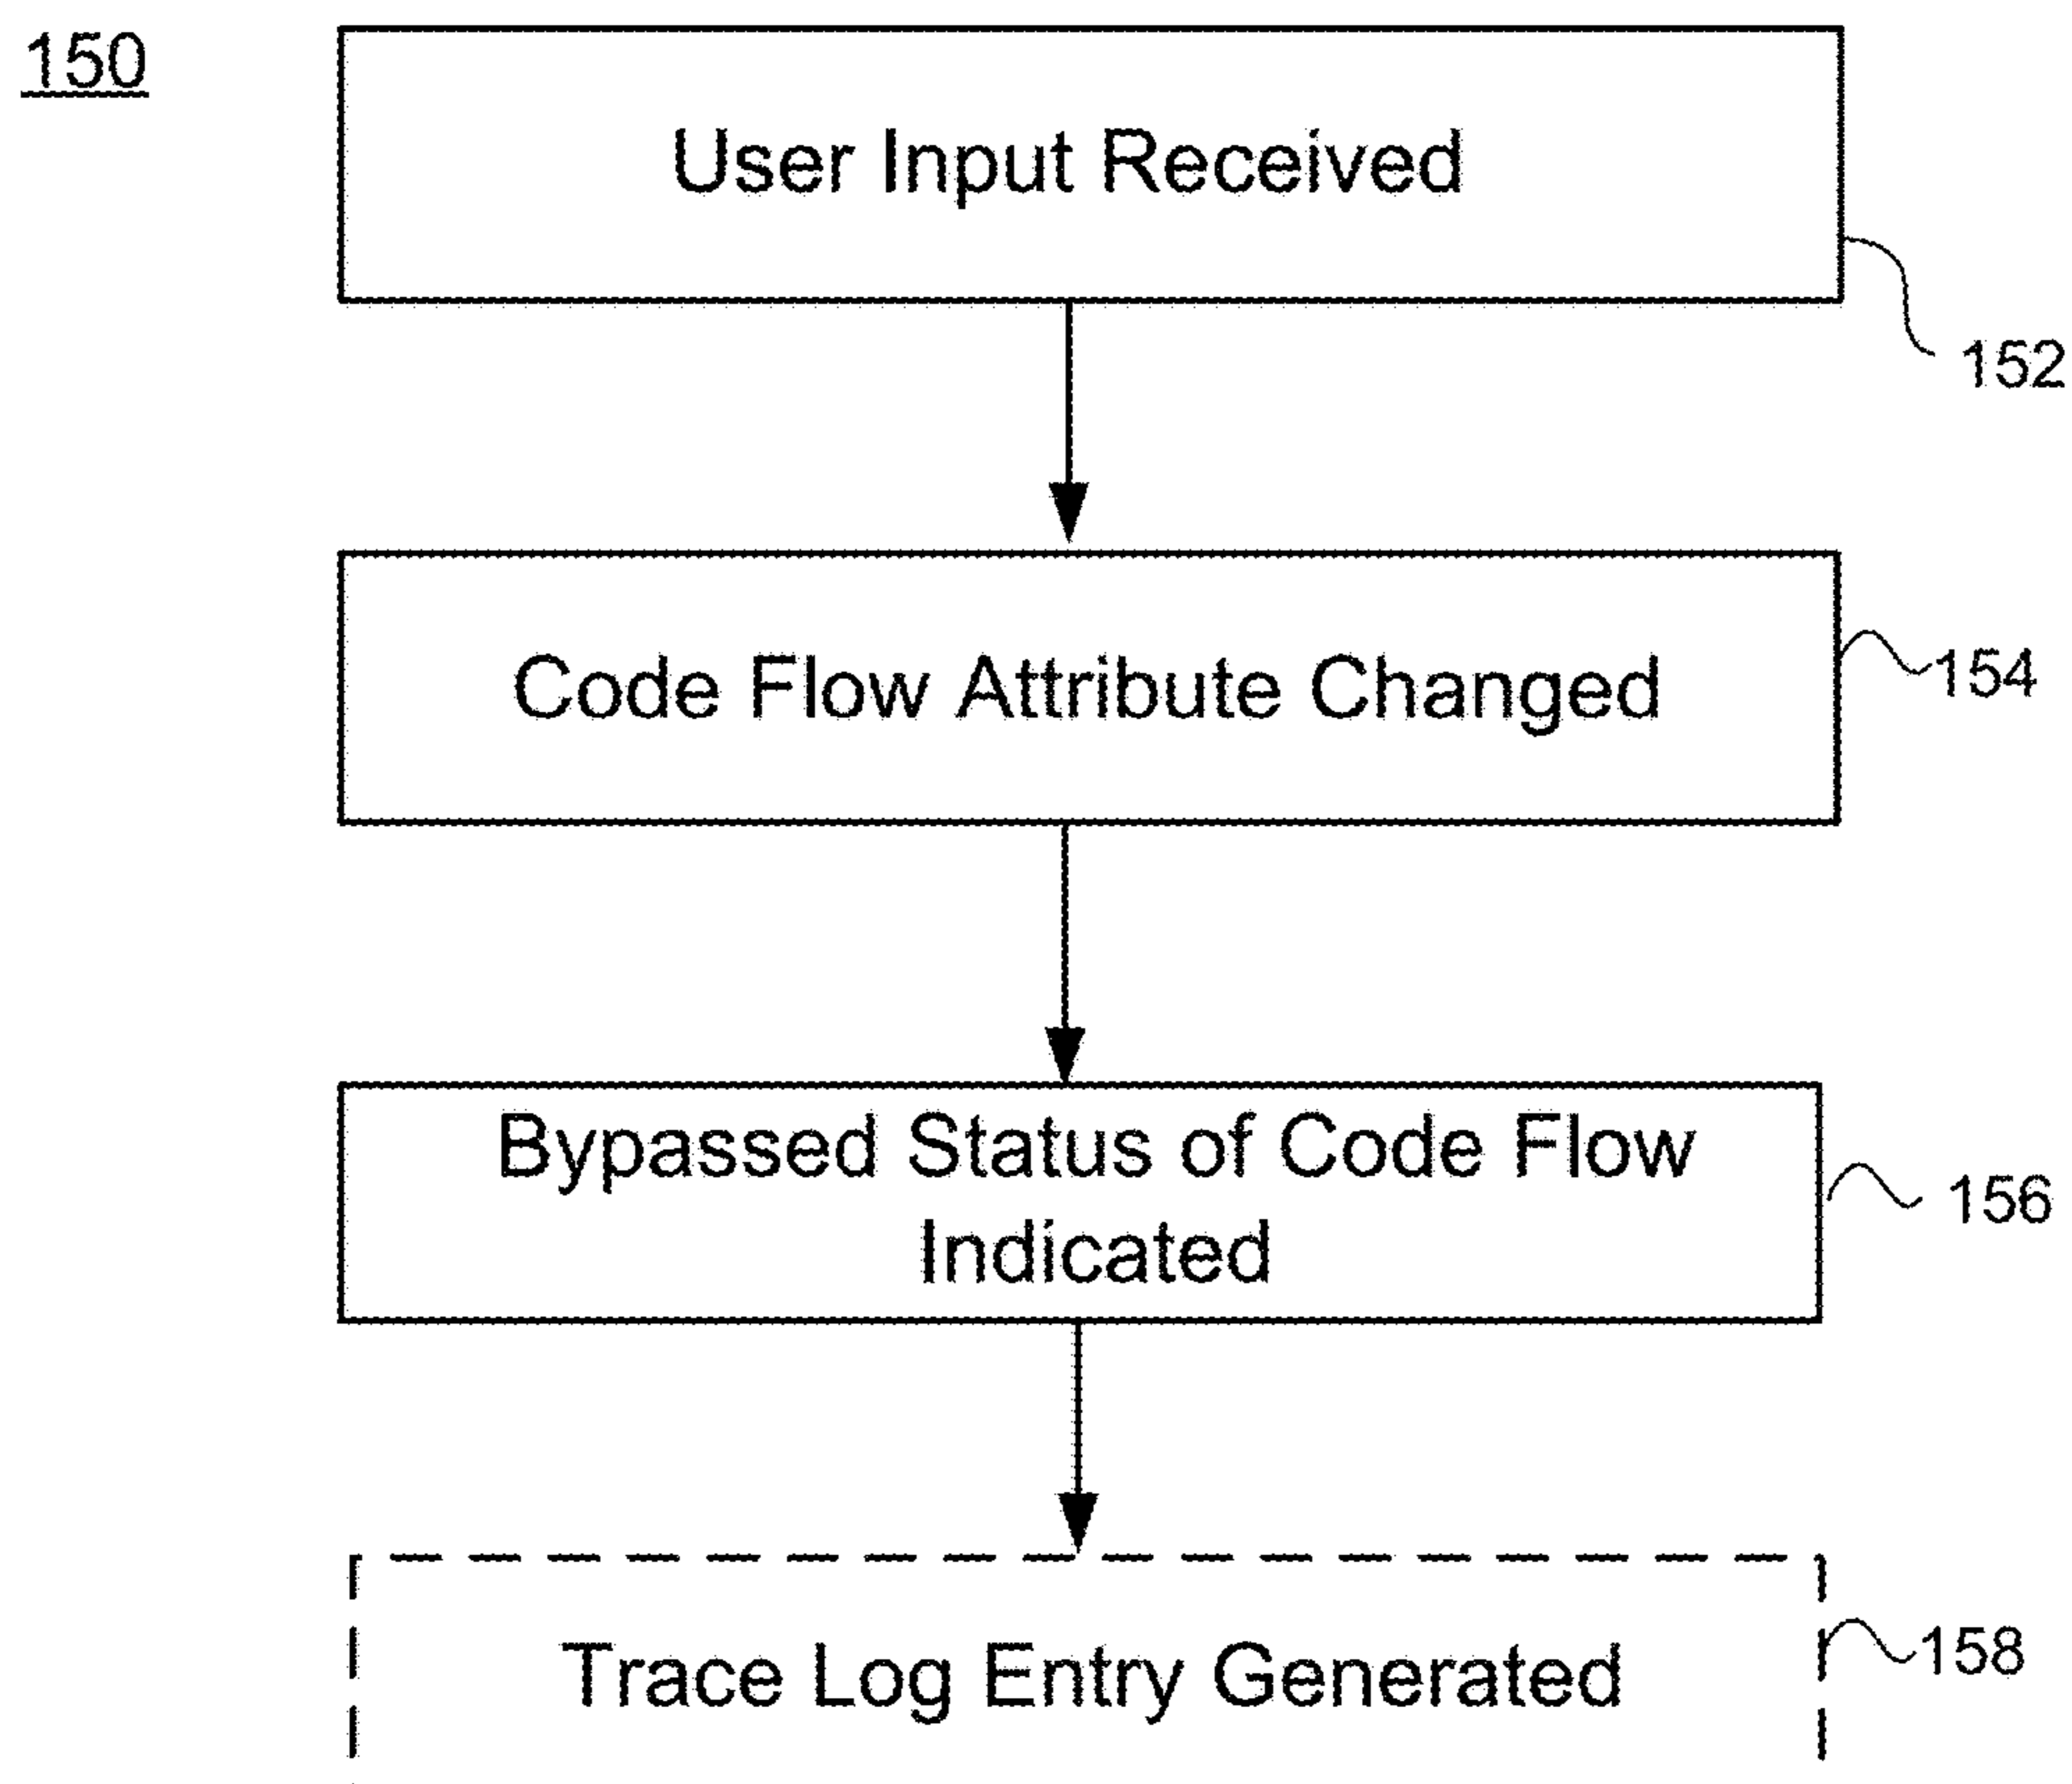 150
User Input Received
152
Code Flow Attribute Changed
154
Bypassed Status of Code Flow
Indicated
156
Trace Log Entry Generated
158